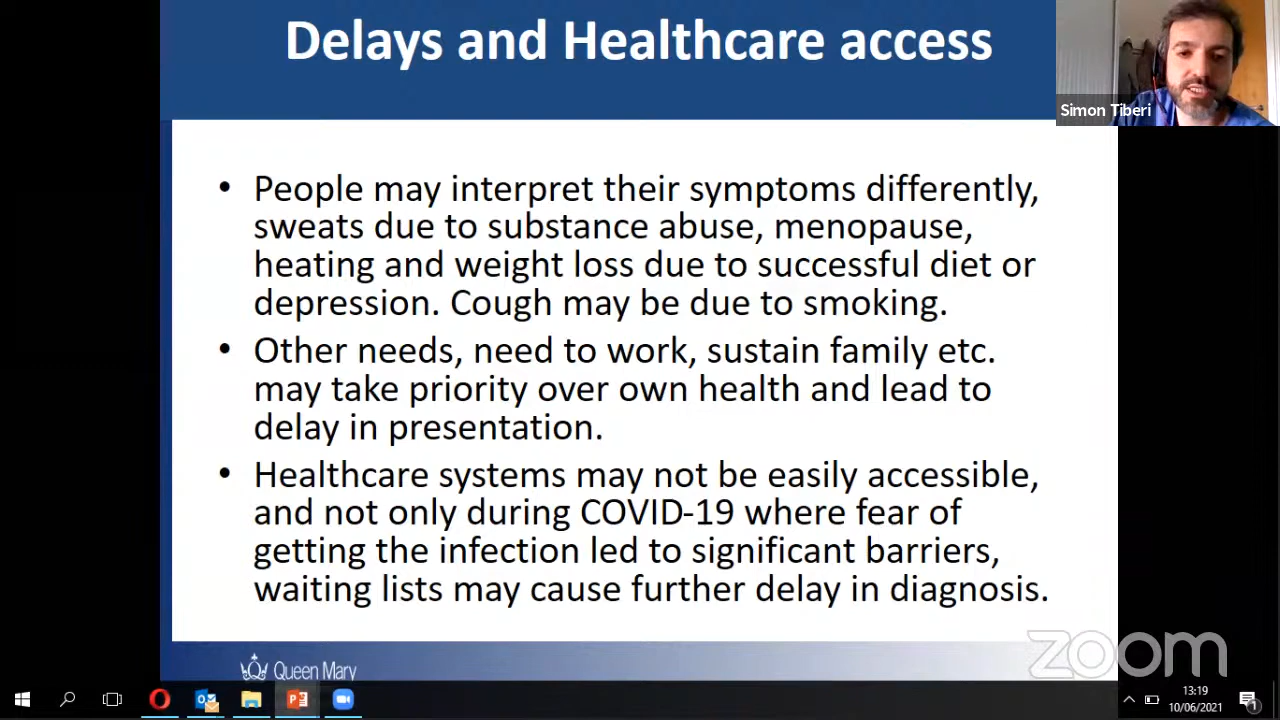 Delays and Healthcare access
Simon Tiberi
• People may interpret their symptoms differently,
sweats due to substance abuse, menopause,
heating and weight loss due to successful diet or
depression. Cough may be due to smoking.
• Other needs, need to work, sustain family etc.
may take priority over own health and lead to
delay in presentation.
• Healthcare systems may not be easily accessible,
and not only during COVID-19 where fear of
getting the infection led to significant barriers,
waiting lists may cause further delay in diagnosis.
Queen Mary
zoom
13:19
10/06/2021
1